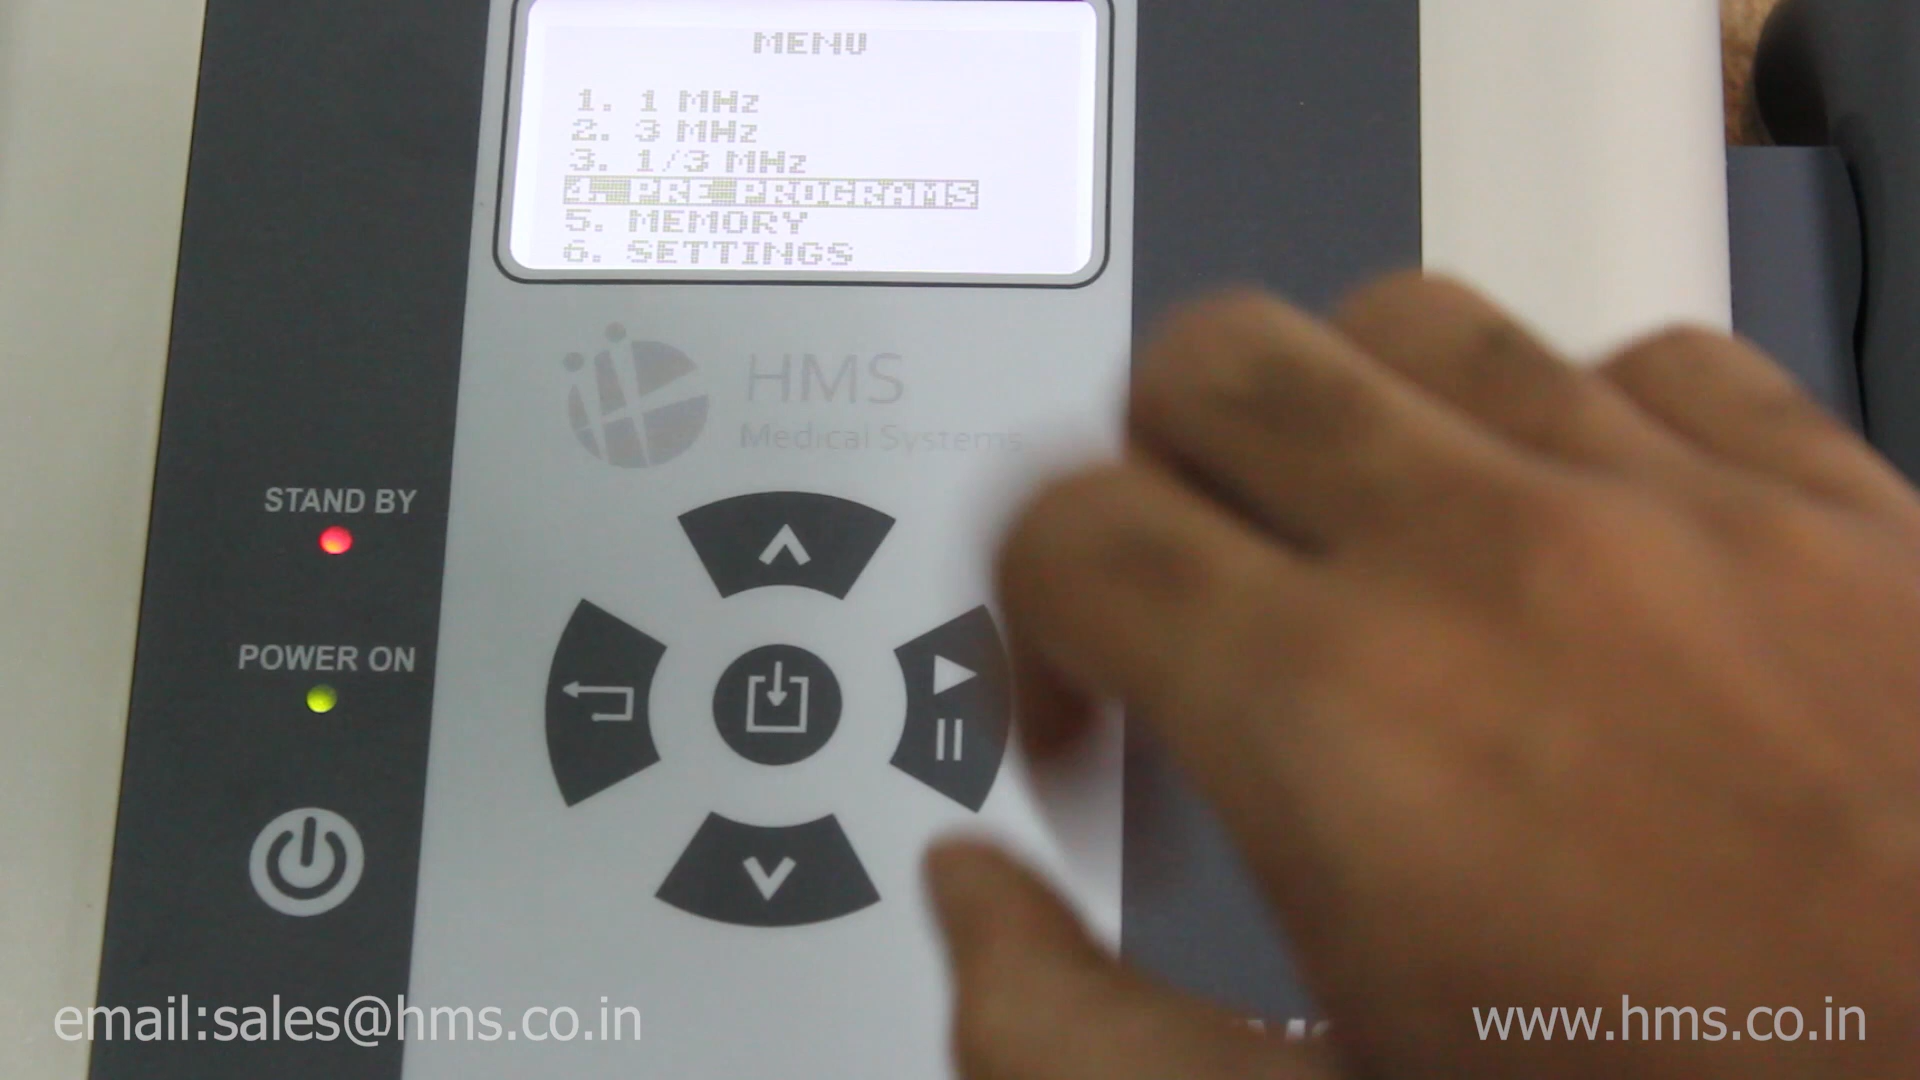 MENU
1. 1 MHz
2. 3 MHz
3. 1/3 MHz
4. PRE PROGRAMS
5. MEMORY
6. SETTINGS
HMS
Medical Systems
STAND BY
POWER ON
email:sales@hms.co.in
www.hms.co.in